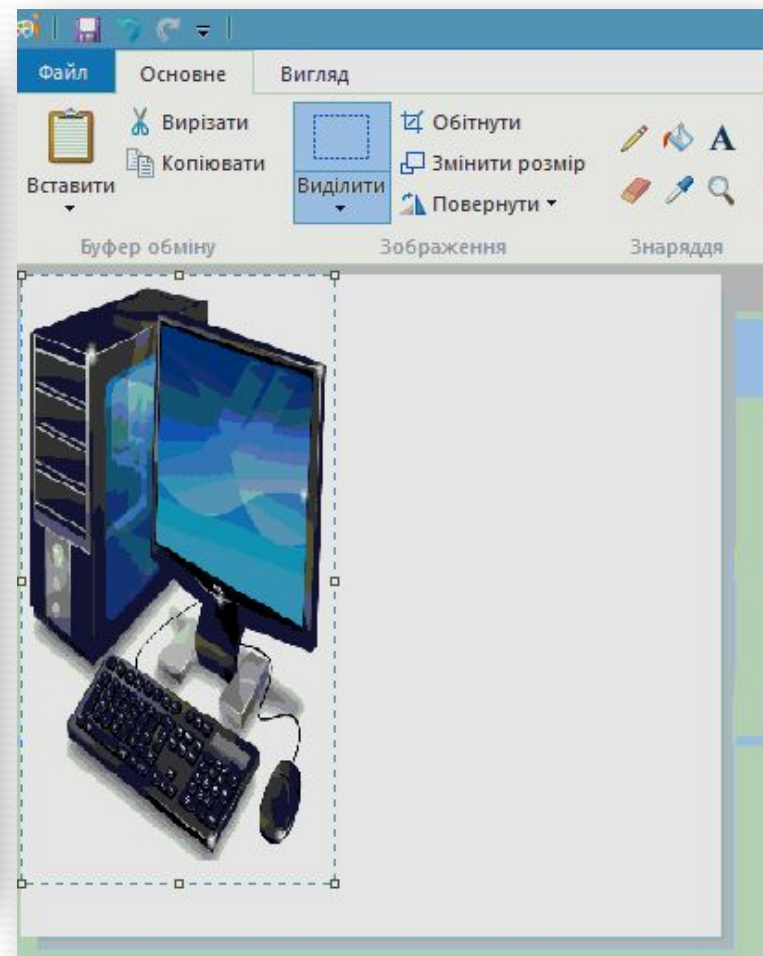 Файл Основне Вигляд
Вставити
Вирізати
Копіювати
Буфер обміну
Виділити
Обітнути
Змінити розмір
Повернути
Зображення
A
Знаряддя